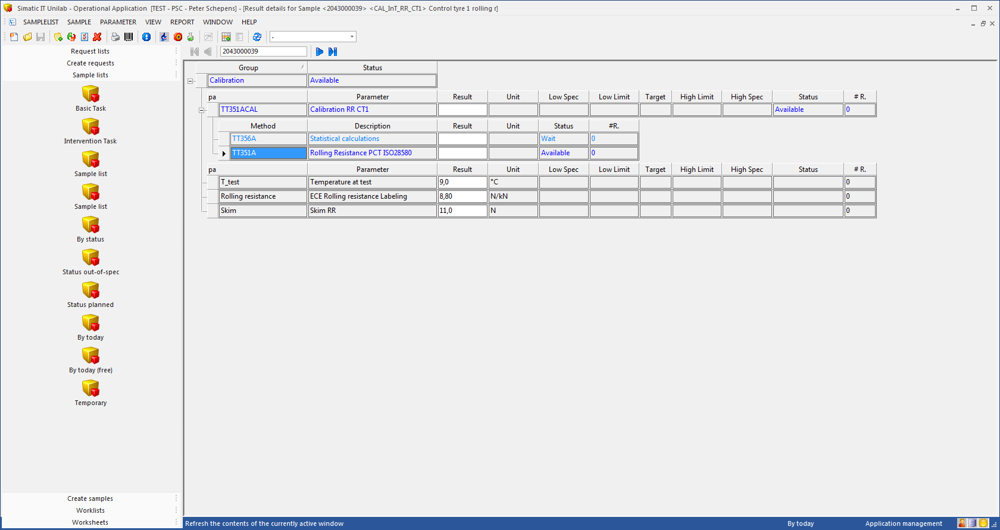 Simatic IT Unilab - Operational Application [TEST - PSC - Peter Schepens] - [Result details for Sample <2043000039> <CAL_InT_RR_CT1> Control tyre 1 rolling r]
SAMPLELIST SAMPLE PARAMETER VIEW REPORT WINDOW HELP
-
Request lists
Create requests
Sample lists
Basic Task
Intervention Task
Sample list
Sample list
By status
Status out-of-spec
Status planned
By today
By today (free)
Temporary
Create samples
Worklists
Worksheets
2043000039
Group Status
Calibration Available
pa Parameter Result Unit Low Spec Low Limit Target High Limit High Spec Status # R.
TT351ACAL Calibration RR CT1 Available 0
Method Description Result Unit Status #R.
TT356A Statistical calculations Wait 0
TT351A Rolling Resistance PCT ISO28580 Available 0
pa Parameter Result Unit Low Spec Low Limit Target High Limit High Spec Status # R.
T_test Temperature at test 9,0 °C 0
Rolling resistance ECE Rolling resistance Labeling 8,80 N/kN 0
Skim Skim RR 11,0 N 0
Refresh the contents of the currently active window By today Application management